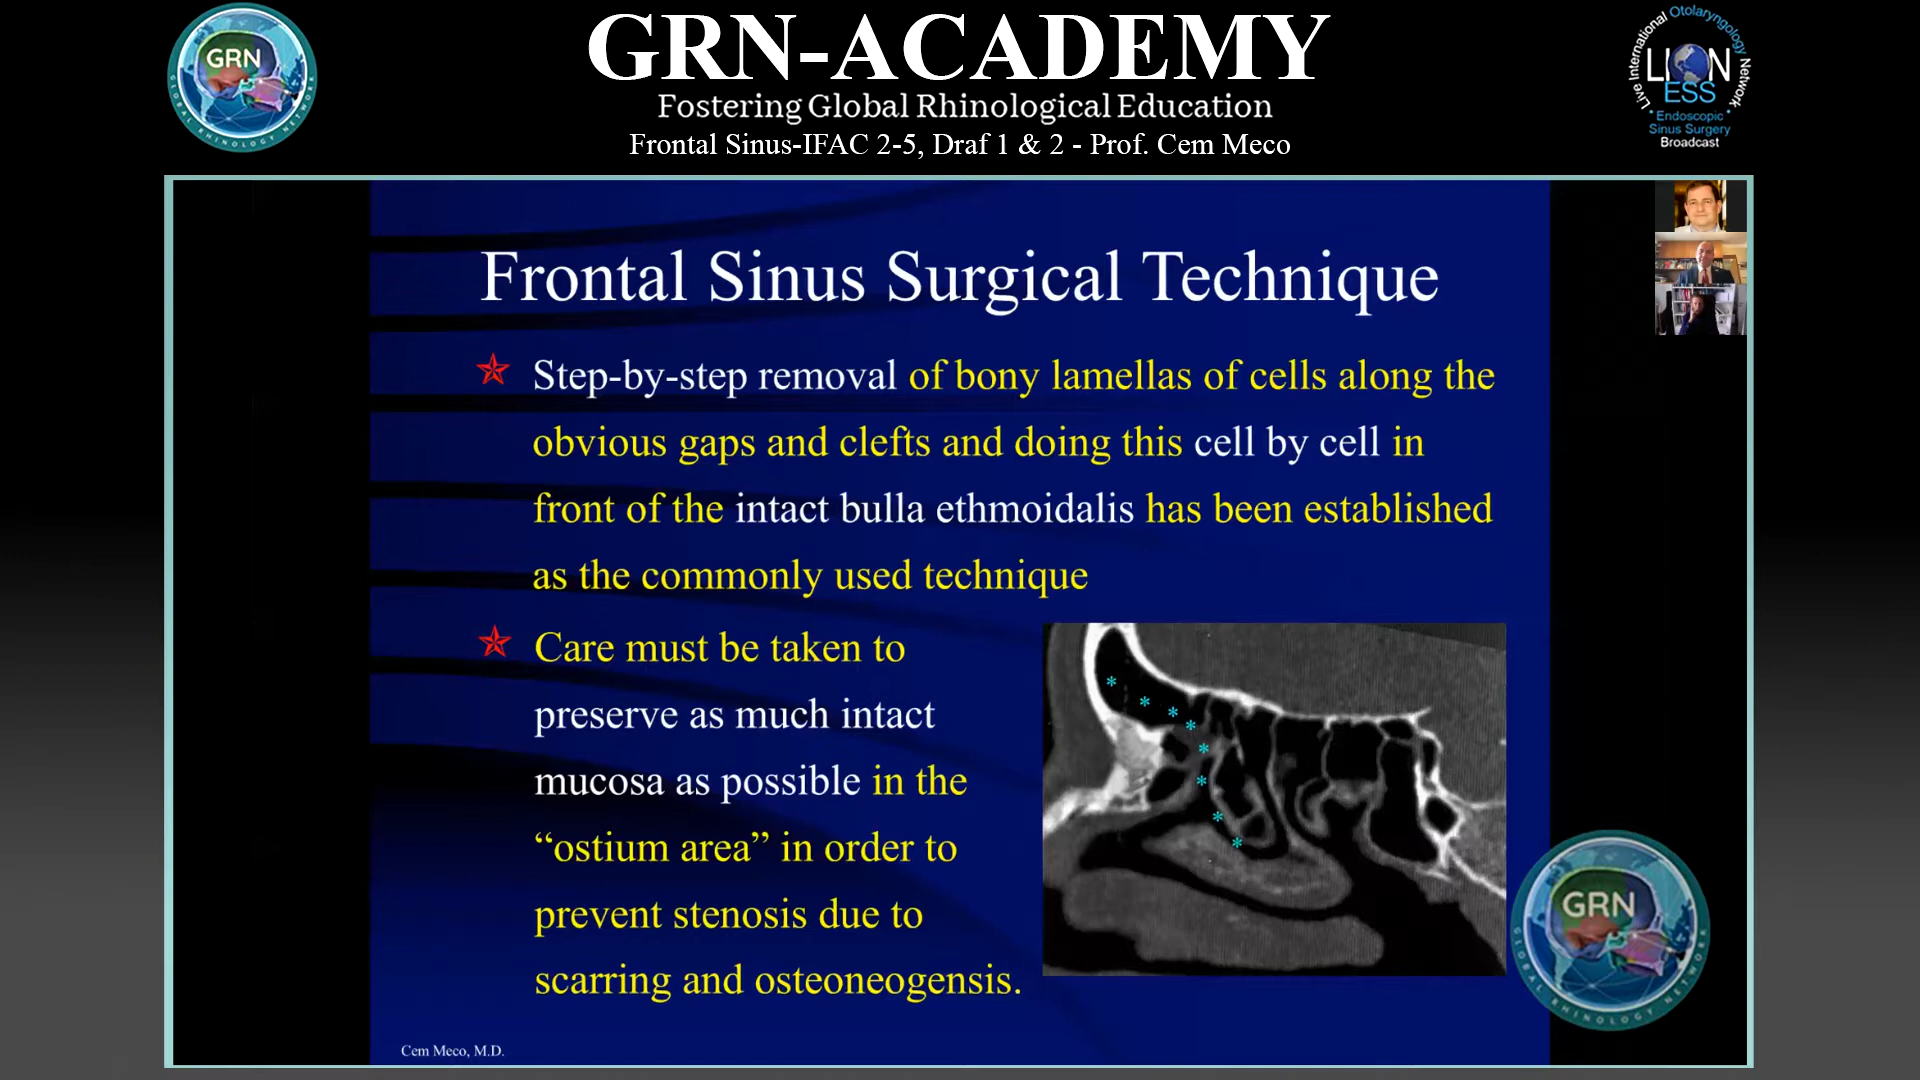 GRN
GLOBAL RHINOLOGY NETWORK
GRN-ACADEMY
Fostering Global Rhinological Education
Frontal Sinus-IFAC 2-5, Draf 1 & 2 - Prof. Cem Meco
Live International Otolaryngology Network
LION
ESS
Endoscopic
Sinus Surgery
Broadcast
Frontal Sinus Surgical Technique
Step-by-step removal of bony lamellas of cells along the
obvious gaps and clefts and doing this cell by cell in
front of the intact bulla ethmoidalis has been established
as the commonly used technique
Care must be taken to
preserve as much intact
mucosa as possible in the
“ostium area” in order to
prevent stenosis due to
scarring and osteoneogensis.
GRN
GLOBAL RHINOLOGY NETWORK
Cem Meco, M.D.